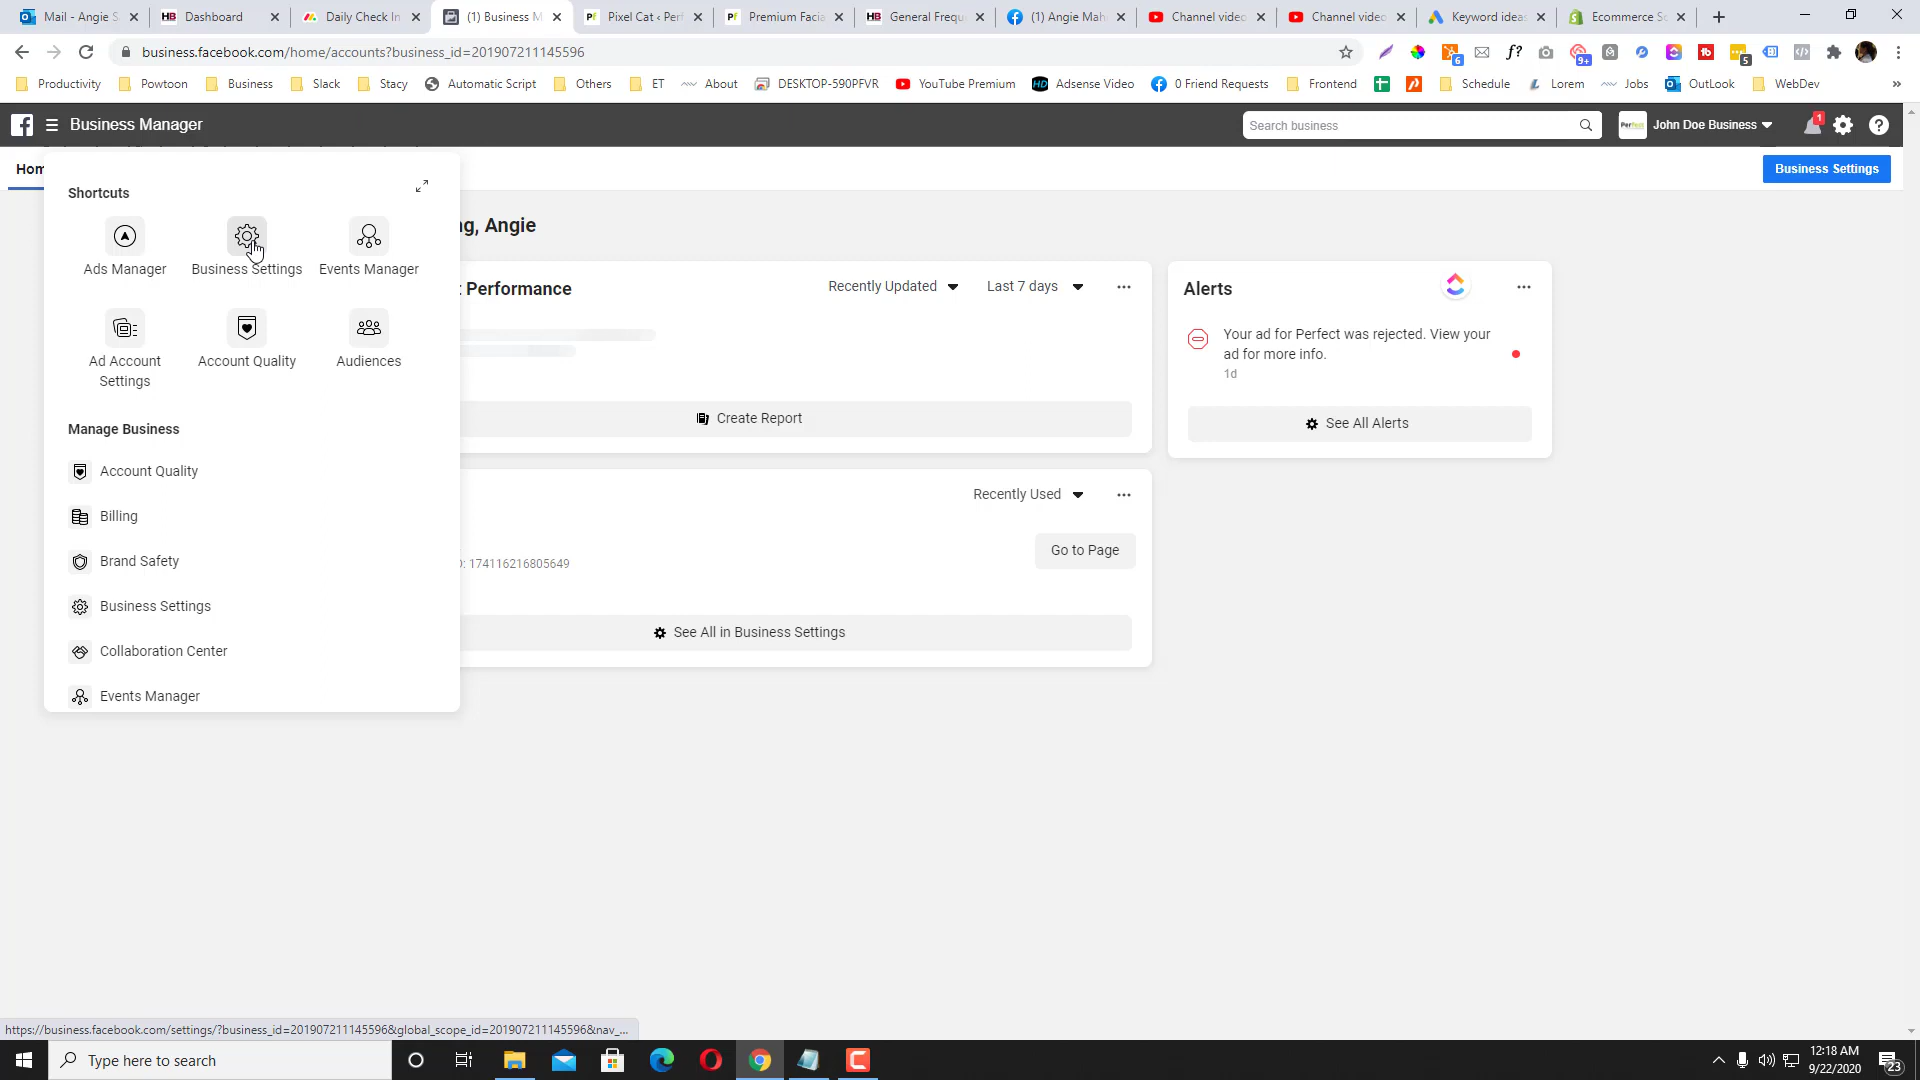 Mail - Angie S
Dashboard
Daily Check In
(1) Business M
Pixel Cat ‹ Per
Premium Facia
General Frequ
(1) Angie Mah
Channel video
Channel video
Keyword ideas
Ecommerce So
business.facebook.com/home/accounts?business_id=201907211145596
6
9+
5
Productivity
Powtoon
Business
Slack
Stacy
Automatic Script
Others
ET
About
DESKTOP-590PFVR
YouTube Premium
Adsense Video
0 Friend Requests
Frontend
Schedule
Lorem
Jobs
OutLook
WebDev
Business Manager
Search business
John Doe Business
1
Hom
Business Settings
Shortcuts
ng, Angie
Ads Manager
Business Settings
Events Manager
t Performance
Recently Updated
Last 7 days
Alerts
Your ad for Perfect was rejected. View your
ad for more info.
1d
Ad Account
Settings
Account Quality
Audiences
Create Report
See All Alerts
Manage Business
Account Quality
Recently Used
Billing
Go to Page
D: 174116216805649
Brand Safety
Business Settings
See All in Business Settings
Collaboration Center
Events Manager
https://business.facebook.com/settings/?business_id=201907211145596&global_scope_id=201907211145596&nav_...
Type here to search
12:18 AM
9/22/2020
23